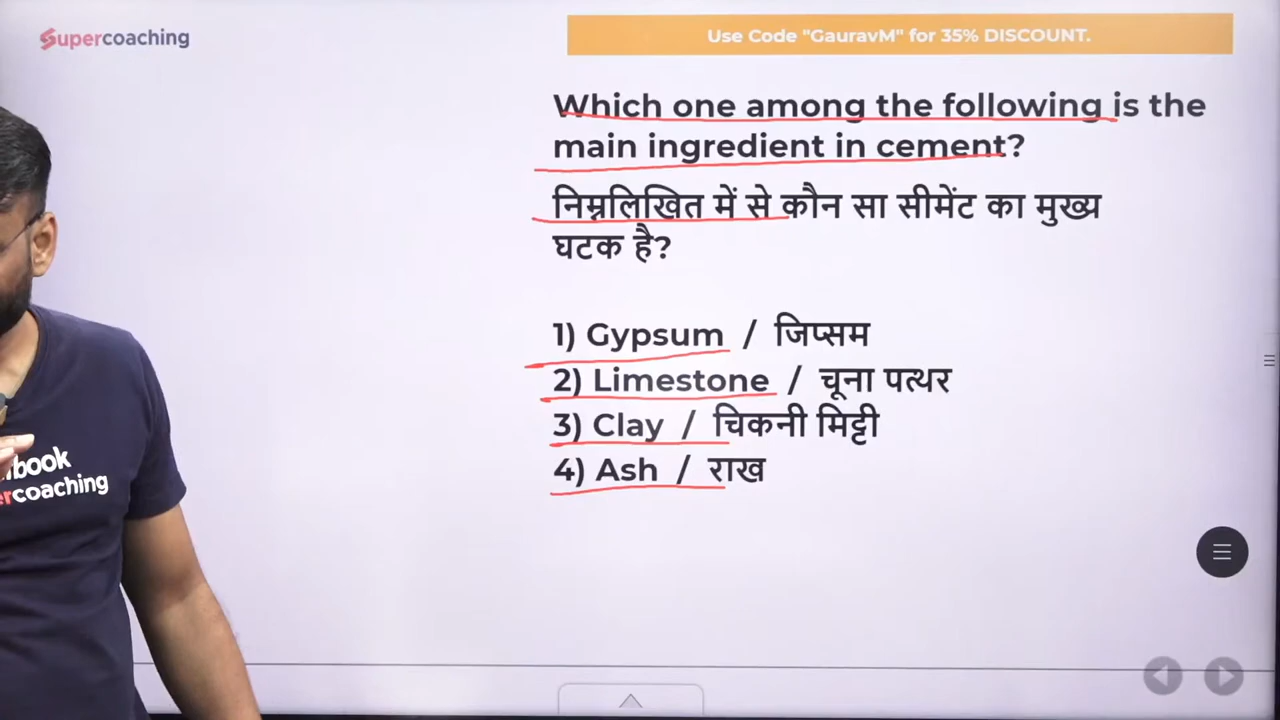 Supercoaching
Use Code "GauravM" for 35% DISCOUNT.
Which one among the following is the
main ingredient in cement?
निम्नलिखित में से कौन सा सीमेंट का मुख्य
घटक है?
1) Gypsum / जिप्सम
2) Limestone / चूना पत्थर
3) Clay / चिकनी मिट्टी
4) Ash / राख
book
coaching